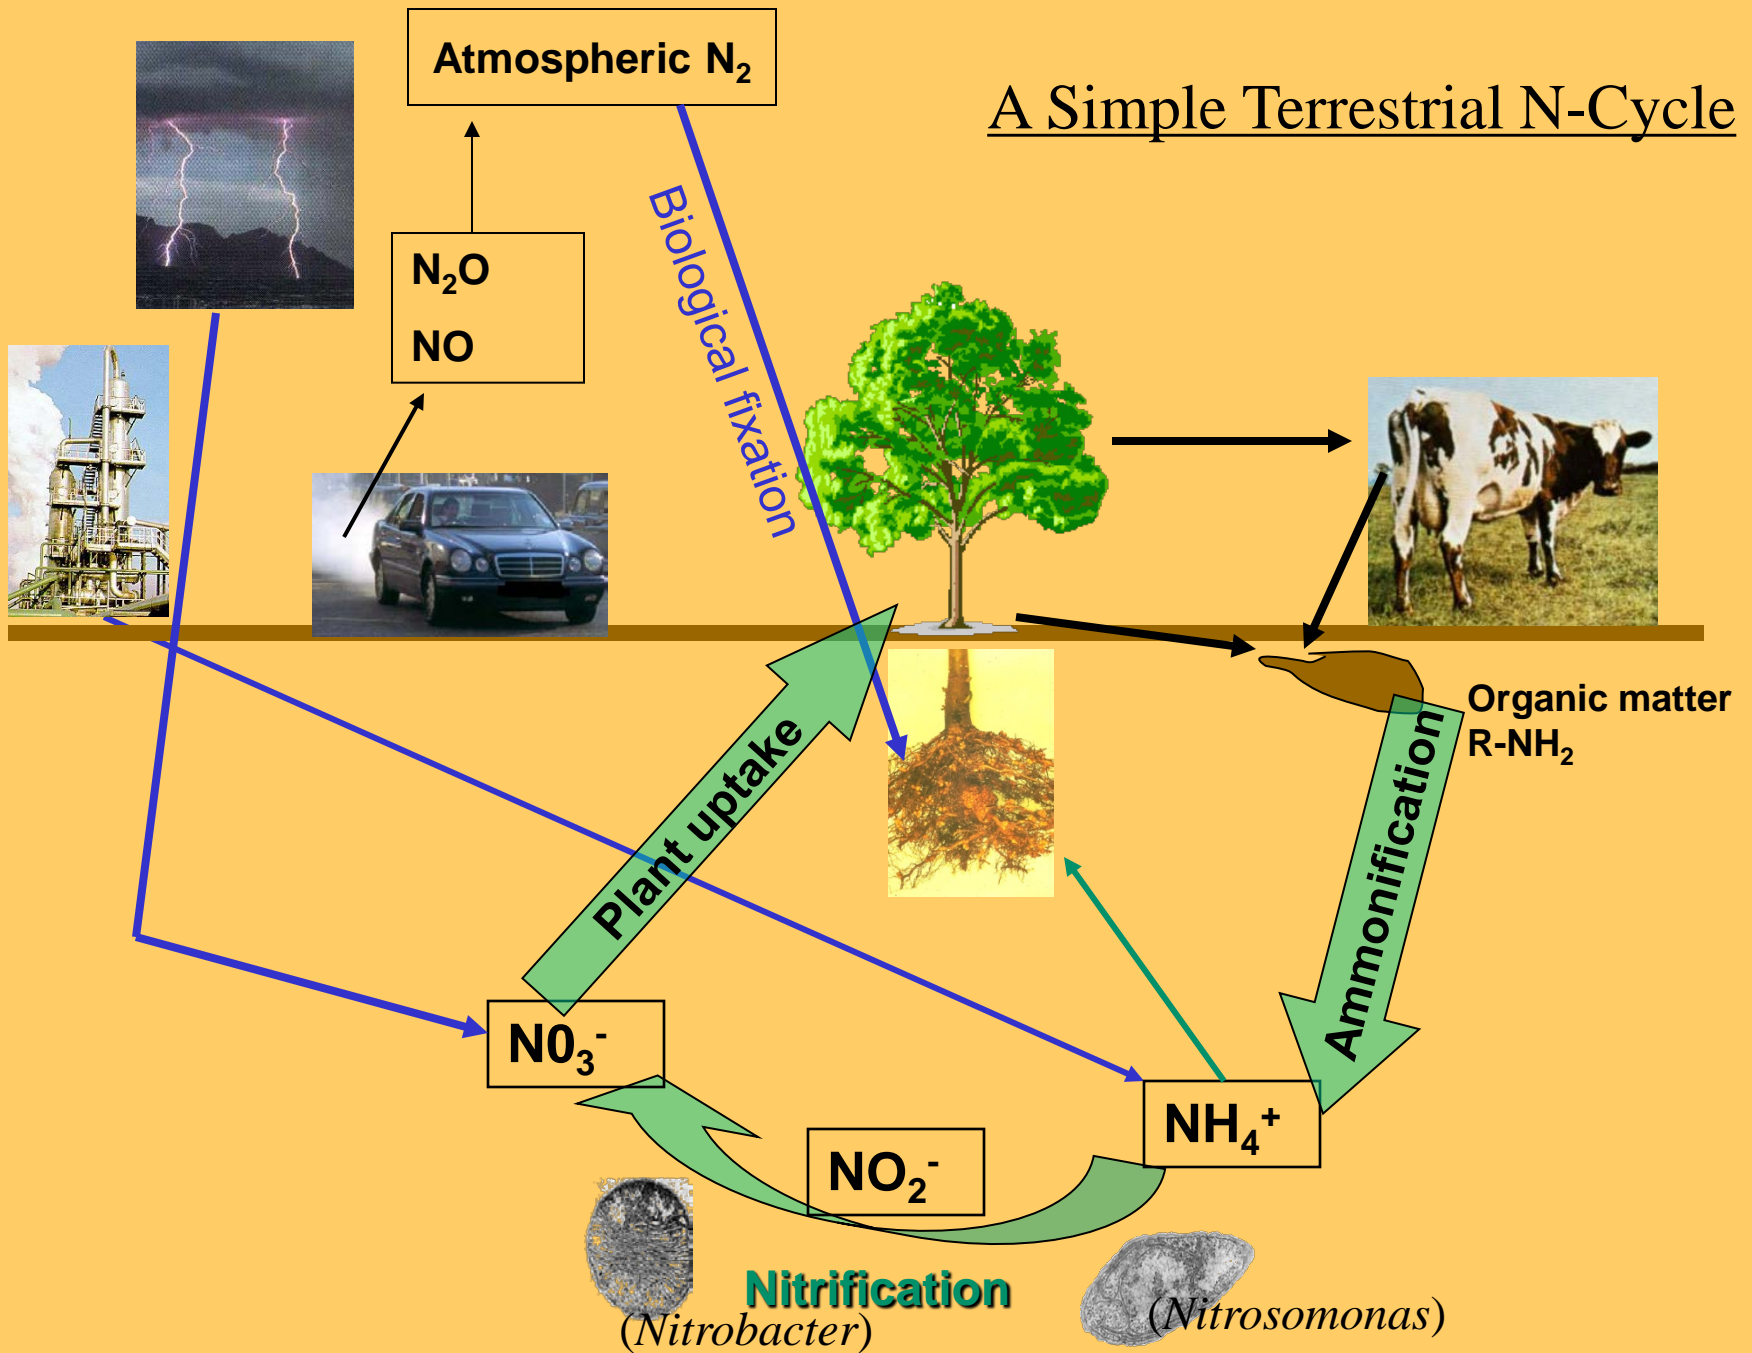 Atmospheric N₂
A Simple Terrestrial N-Cycle
N₂O
NO
Biological fixation
Organic matter
R-NH₂
Plant uptake
Ammonification
N0₃⁻
NH₄⁺
NO₂⁻
Nitrification
(Nitrobacter)
(Nitrosomonas)